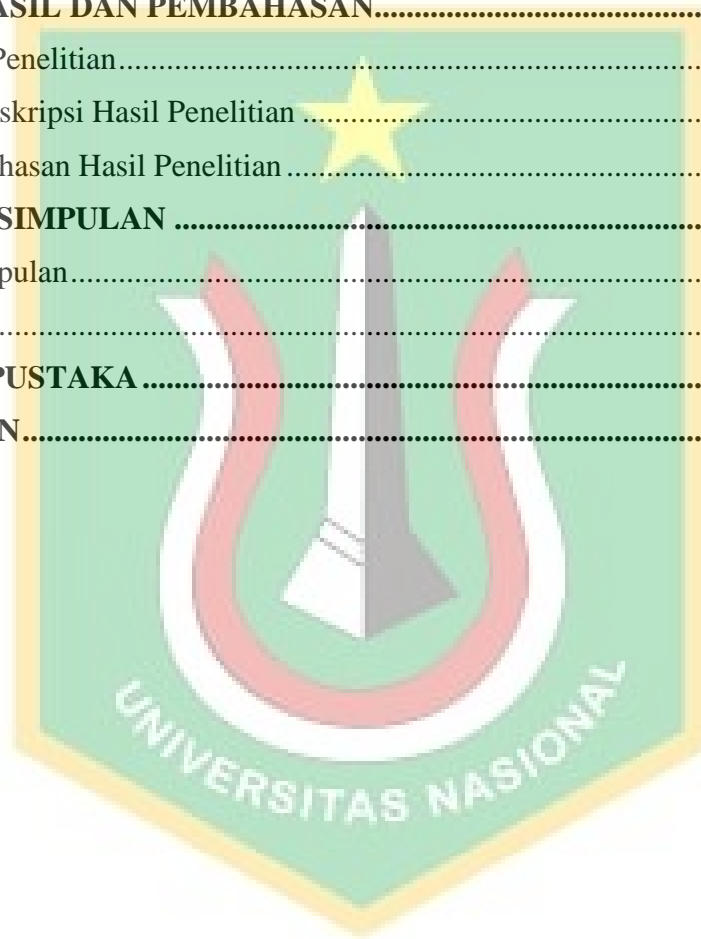 ASIL DAN PEMBAHASAN
Penelitian
skripsi Hasil Penelitian
hasan Hasil Penelitian
SIMPULAN
pulan
PUSTAKA
N
UNIVERSITAS NASIONAL